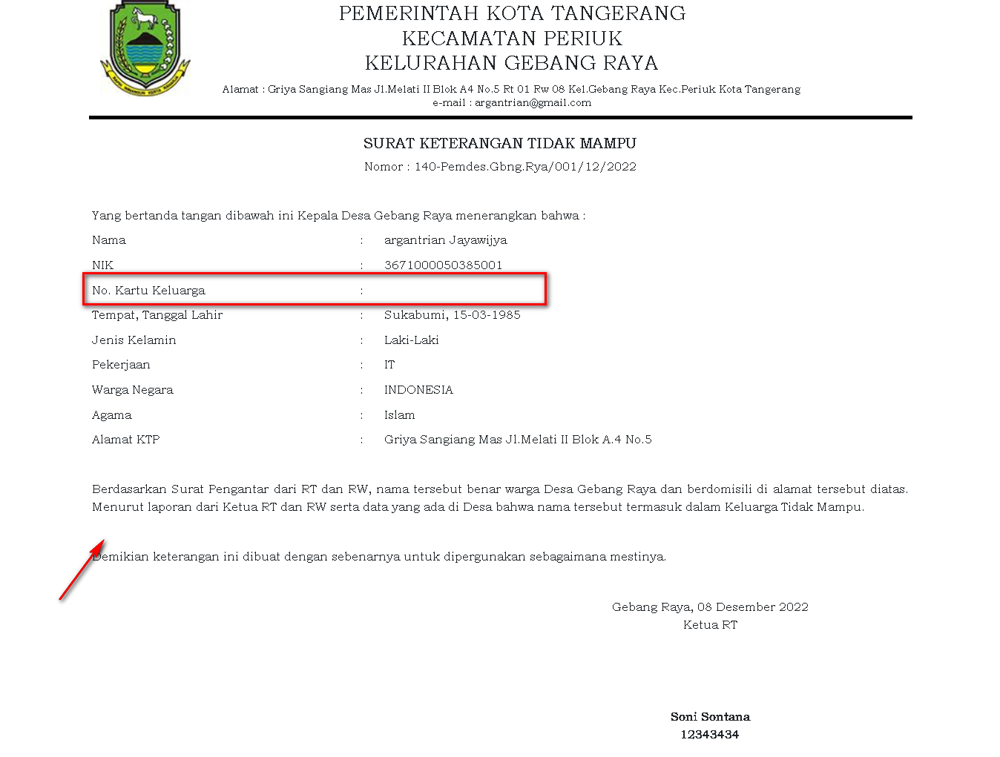 PEMERINTAH KOTA TANGERANG
KECAMATAN PERIUK
KELURAHAN GEBANG RAYA
Alamat : Griya Sangiang Mas Jl.Melati II Blok A4 No.5 Rt 01 Rw 08 Kel.Gebang Raya Kec.Periuk Kota Tangerang
e-mail : argantrian@gmail.com
SURAT KETERANGAN TIDAK MAMPU
Nomor : 140-Pemdes.Gbng.Rya/001/12/2022
Yang bertanda tangan dibawah ini Kepala Desa Gebang Raya menerangkan bahwa :
Nama : argantrian Jayawijya
NIK : 3671000050385001
No. Kartu Keluarga :
Tempat, Tanggal Lahir : Sukabumi, 15-03-1985
Jenis Kelamin : Laki-Laki
Pekerjaan : IT
Warga Negara : INDONESIA
Agama : Islam
Alamat KTP : Griya Sangiang Mas Jl.Melati II Blok A.4 No.5
Berdasarkan Surat Pengantar dari RT dan RW, nama tersebut benar warga Desa Gebang Raya dan berdomisili di alamat tersebut diatas.
Menurut laporan dari Ketua RT dan RW serta data yang ada di Desa bahwa nama tersebut termasuk dalam Keluarga Tidak Mampu.
Demikian keterangan ini dibuat dengan sebenarnya untuk dipergunakan sebagaimana mestinya.
Gebang Raya, 08 Desember 2022
Ketua RT
Soni Sontana
12343434